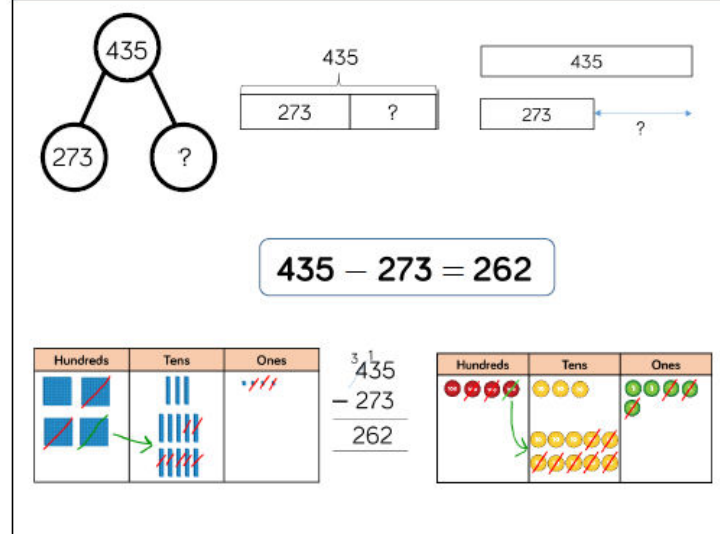 435
273
?
435
273
?
435
273
?
435 – 273 = 262
Hundreds
Tens
Ones
3 1
435
– 273
262
Hundreds
Tens
Ones